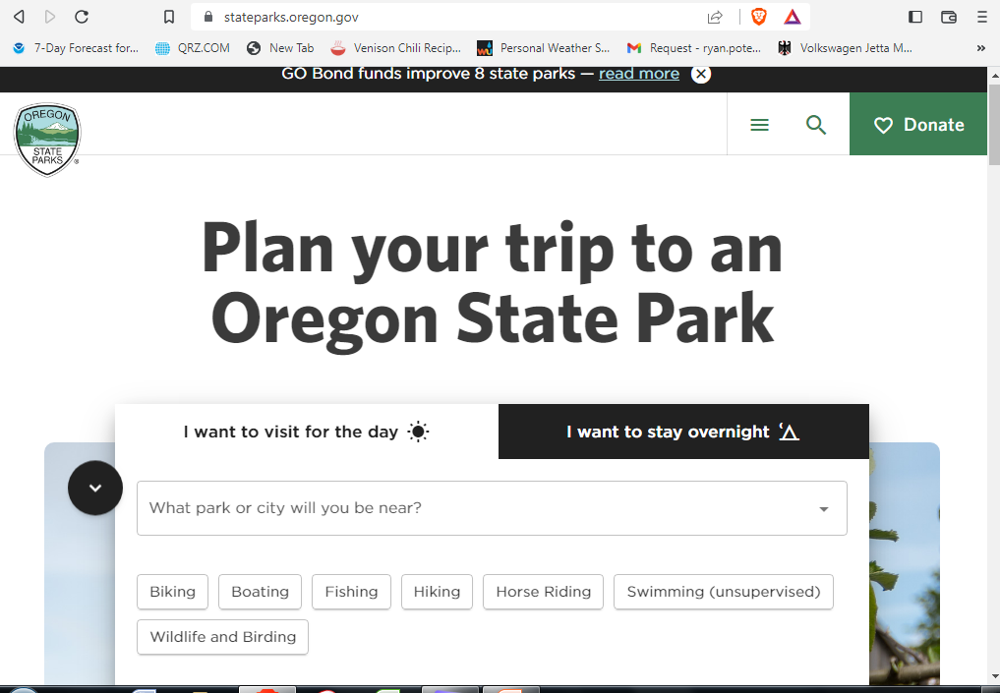 stateparks.oregon.gov
7-Day Forecast for... QRZ.COM New Tab Venison Chili Recip... Personal Weather S... Request - ryan.pote... Volkswagen Jetta M... »
GO Bond funds improve 8 state parks — read more
OREGON
STATE
PARKS
Donate
Plan your trip to an
Oregon State Park
I want to visit for the day I want to stay overnight
What park or city will you be near?
Biking Boating Fishing Hiking Horse Riding Swimming (unsupervised)
Wildlife and Birding